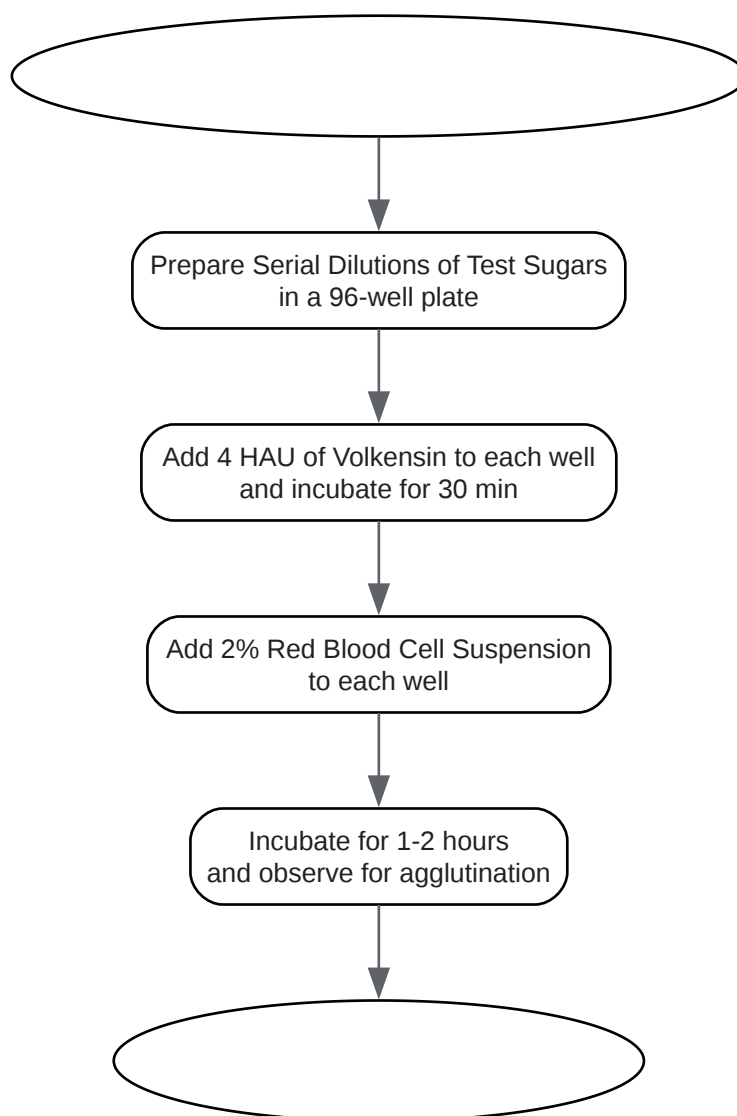 Prepare Serial Dilutions of Test Sugars
in a 96-well plate
Add 4 HAU of Volkensin to each well
and incubate for 30 min
Add 2% Red Blood Cell Suspension
to each well
Incubate for 1-2 hours
and observe for agglutination